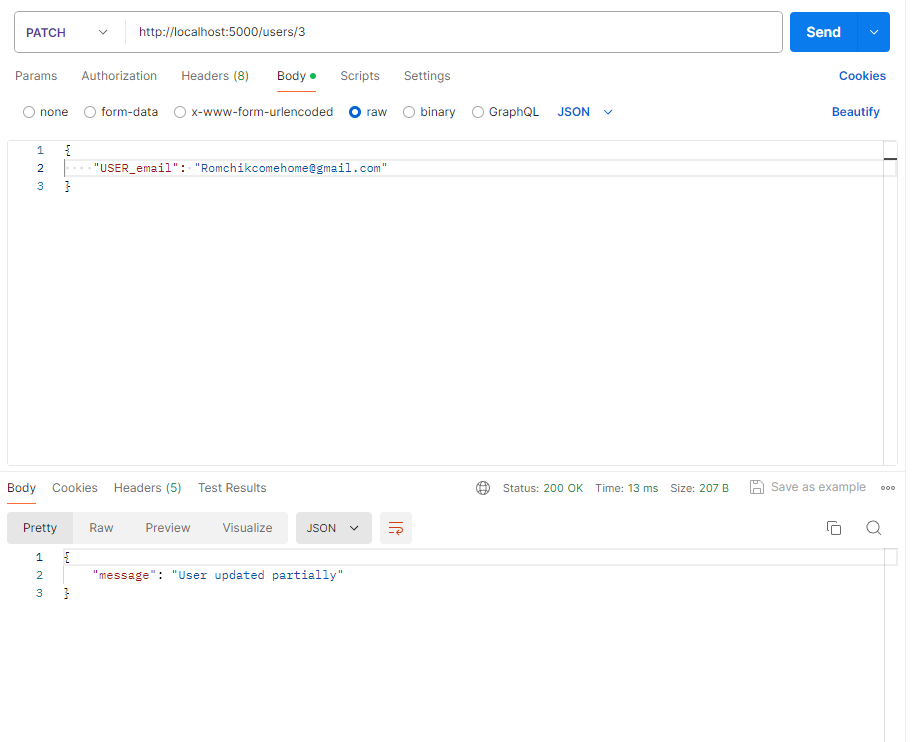 PATCH http://localhost:5000/users/3 Send
Params Authorization Headers (8) Body Scripts Settings Cookies
none form-data x-www-form-urlencoded raw binary GraphQL JSON Beautify
1 {
2 ····"USER_email":·"Romchikcomehome@gmail.com"
3 }
Body Cookies Headers (5) Test Results Status: 200 OK Time: 13 ms Size: 207 B Save as example
Pretty Raw Preview Visualize JSON
1 {
2 "message": "User updated partially"
3 }